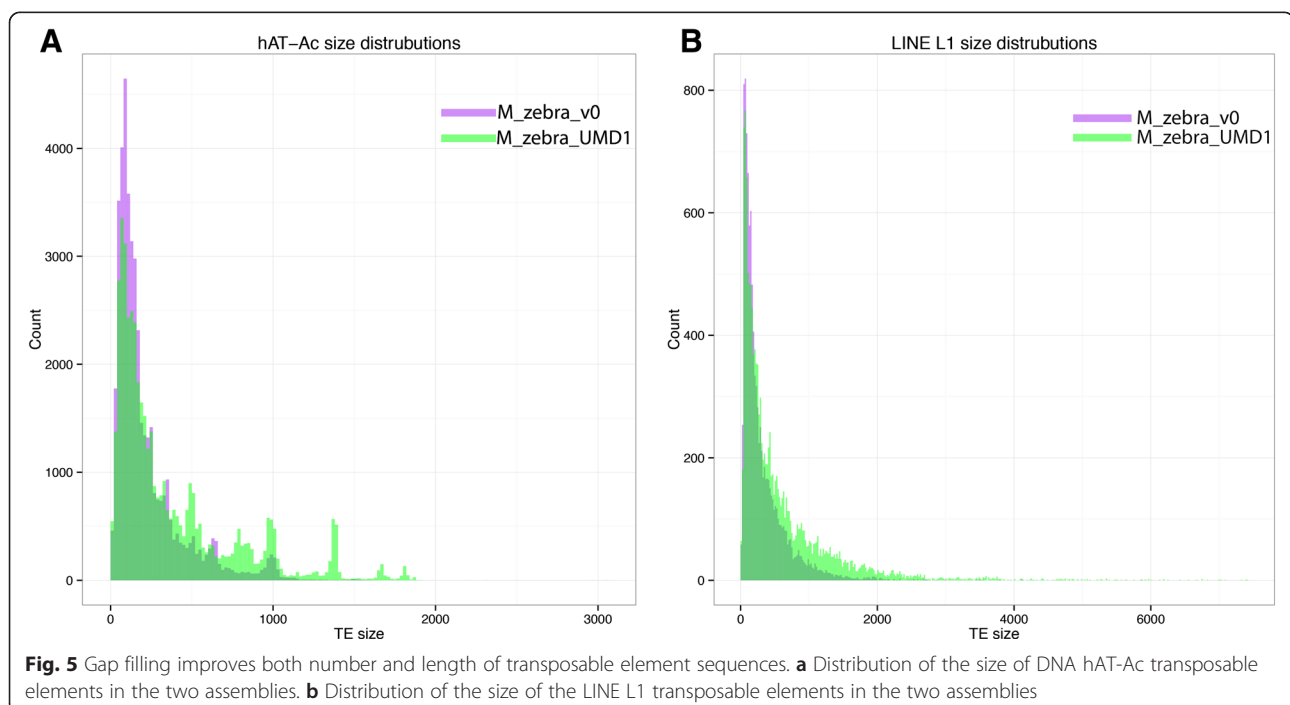 A
hAT–Ac size distrubutions
M_zebra_v0
M_zebra_UMD1
Count
4000
3000
2000
1000
0
0
1000
2000
3000
TE size
B
LINE L1 size distrubutions
M_zebra_v0
M_zebra_UMD1
Count
800
600
400
200
0
0
2000
4000
6000
TE size
Fig. 5 Gap filling improves both number and length of transposable element sequences. a Distribution of the size of DNA hAT-Ac transposable
elements in the two assemblies. b Distribution of the size of the LINE L1 transposable elements in the two assemblies